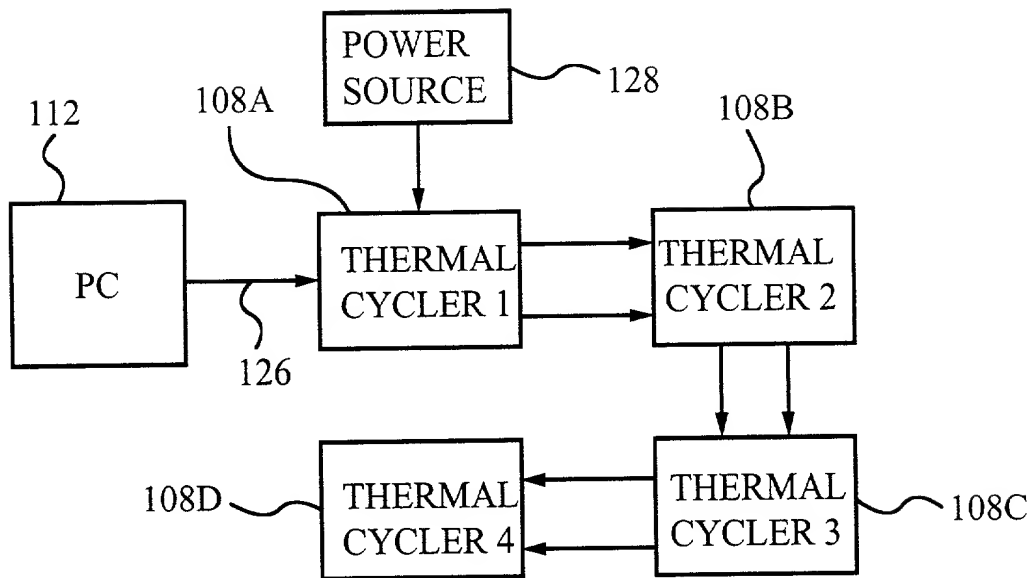 POWER
SOURCE
128
108A
112
108B
PC
THERMAL
CYCLER 1
THERMAL
CYCLER 2
126
108D
THERMAL
CYCLER 4
THERMAL
CYCLER 3
108C